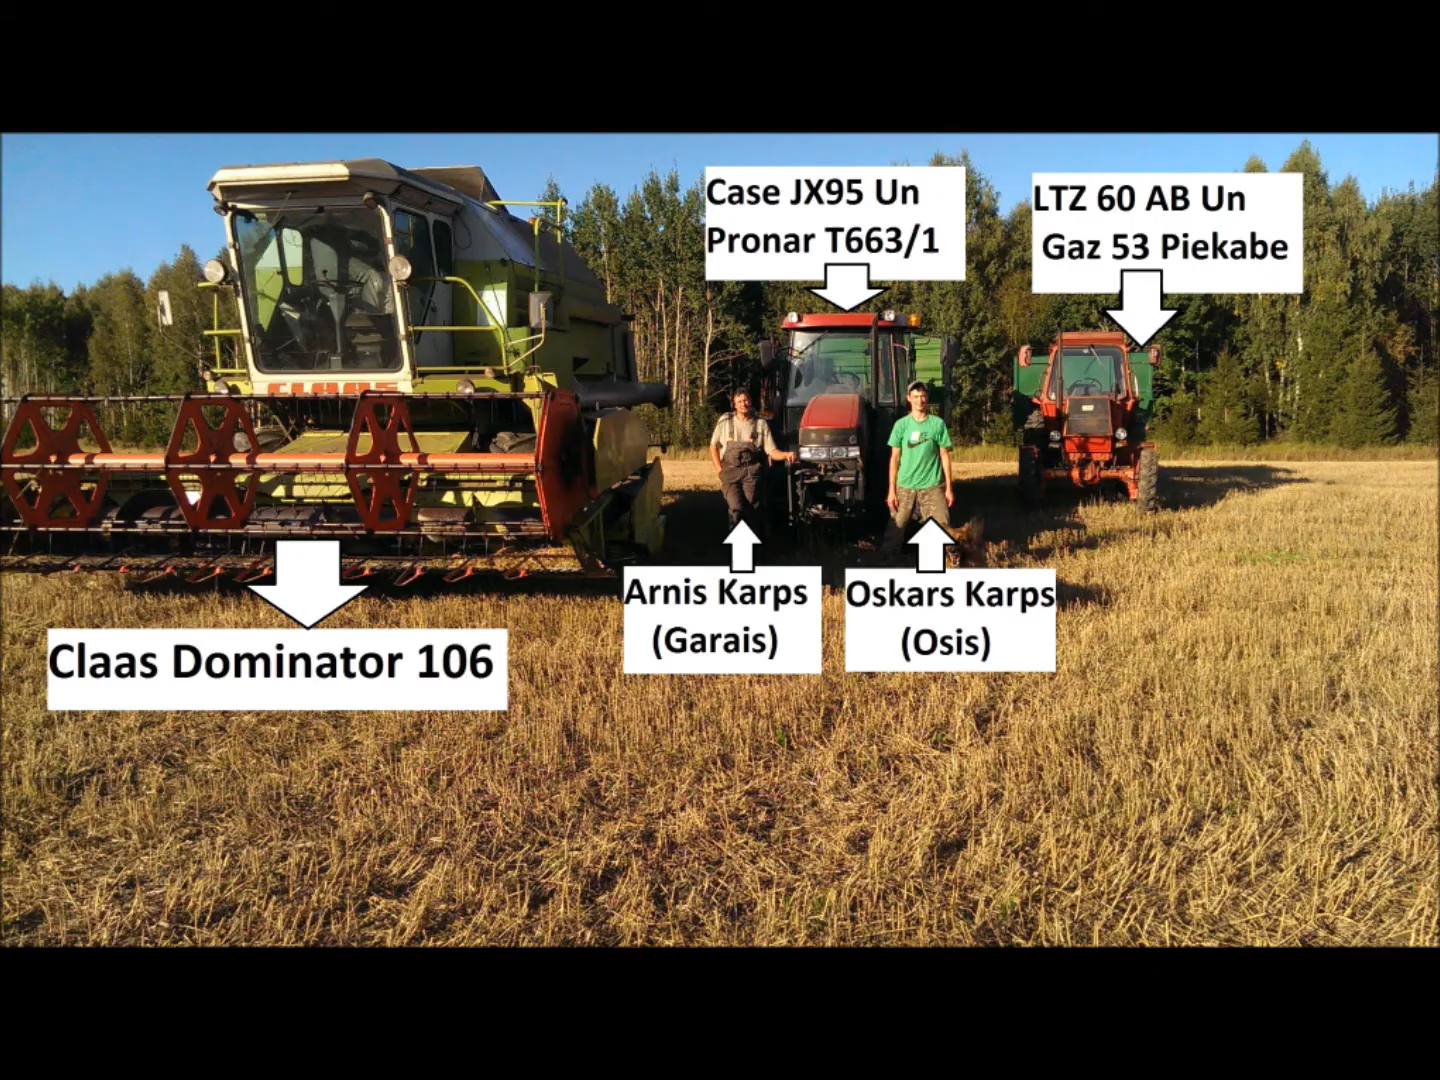 Case JX95 Un
Pronar T663/1
LTZ 60 AB Un
Gaz 53 Piekabe
CLAAS
Arnis Karps
(Garais)
Oskars Karps
(Osis)
Claas Dominator 106